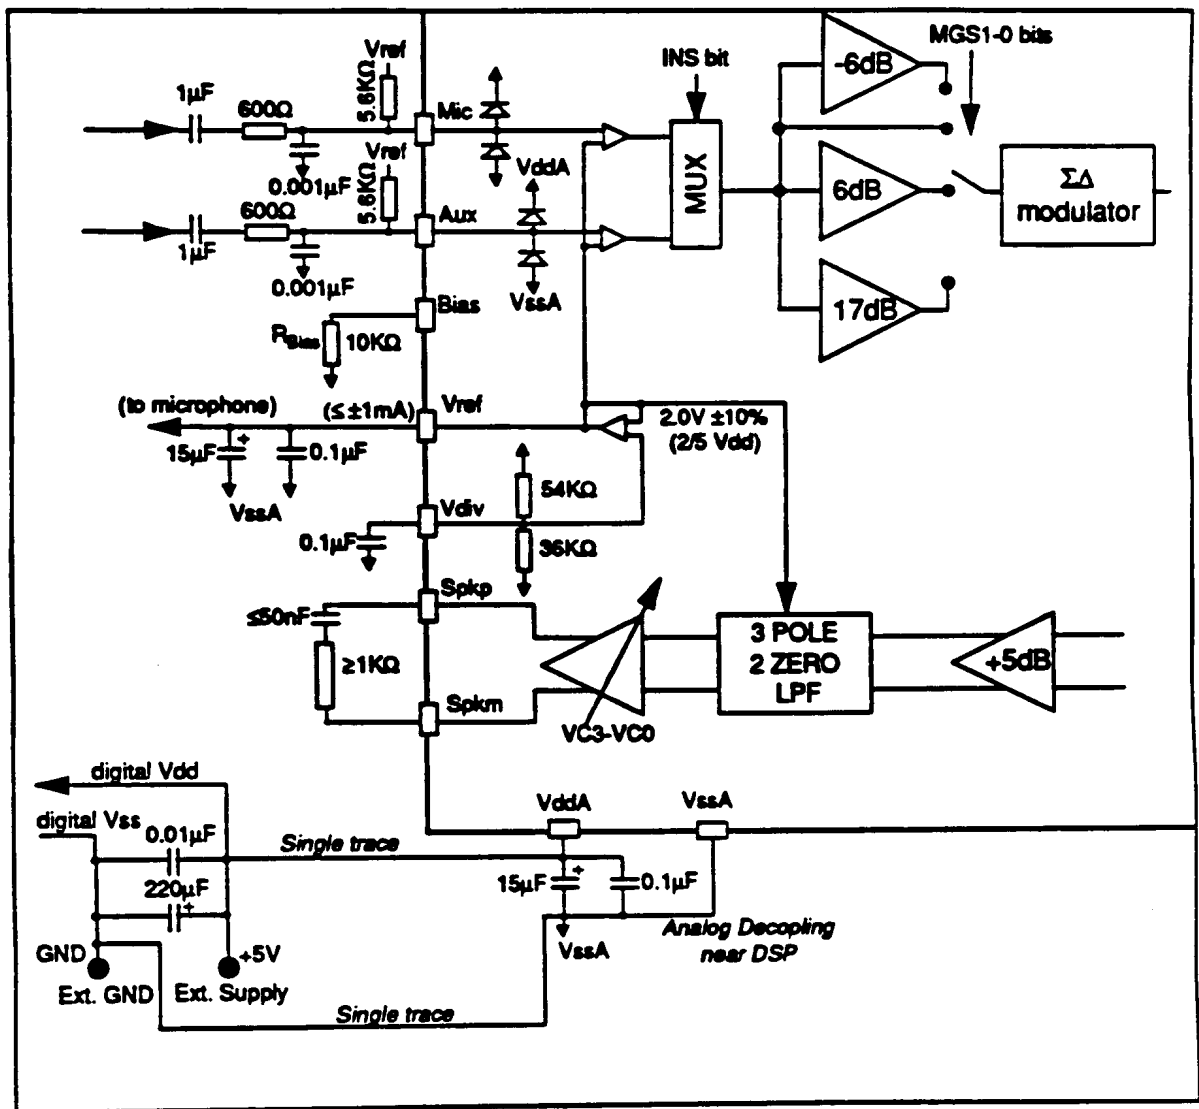 MGS1-0 bits
-6dB
Vref
INS bit
1μF
600Ω
5.6KΩ
Mic
0.001μF
Vref
VddA
MUX
6dB
ΣΔ
modulator
600Ω
5.6KΩ
Aux
1μF
0.001μF
VssA
17dB
Bias
RBias
10KΩ
(to microphone)
(≤ ±1mA)
Vref
2.0V ±10%
(2/5 Vdd)
15μF
+
0.1μF
VssA
54KΩ
Vdiv
0.1μF
36KΩ
Spkp
≤50nF
≥1KΩ
3 POLE
2 ZERO
LPF
+5dB
Spkm
VC3-VC0
digital Vdd
VddA
VssA
digital Vss
0.01μF
Single trace
220μF
+
15μF
+
0.1μF
GND
+5V
VssA
Analog Decopling
near DSP
Ext. GND
Ext. Supply
Single trace